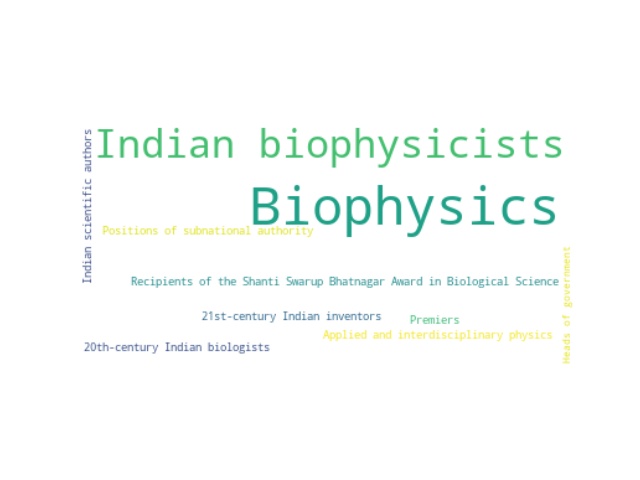 Indian scientific authors
Indian biophysicists
Biophysics
Positions of subnational authority
Heads of government
Recipients of the Shanti Swarup Bhatnagar Award in Biological Science
21st-century Indian inventors
Premiers
Applied and interdisciplinary physics
20th-century Indian biologists